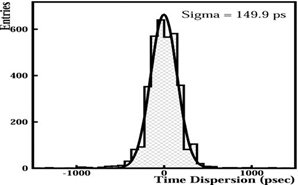 Entries
Sigma = 149.9 ps
600
400
200
0
-1000 0 1000
Time Dispersion (psec)